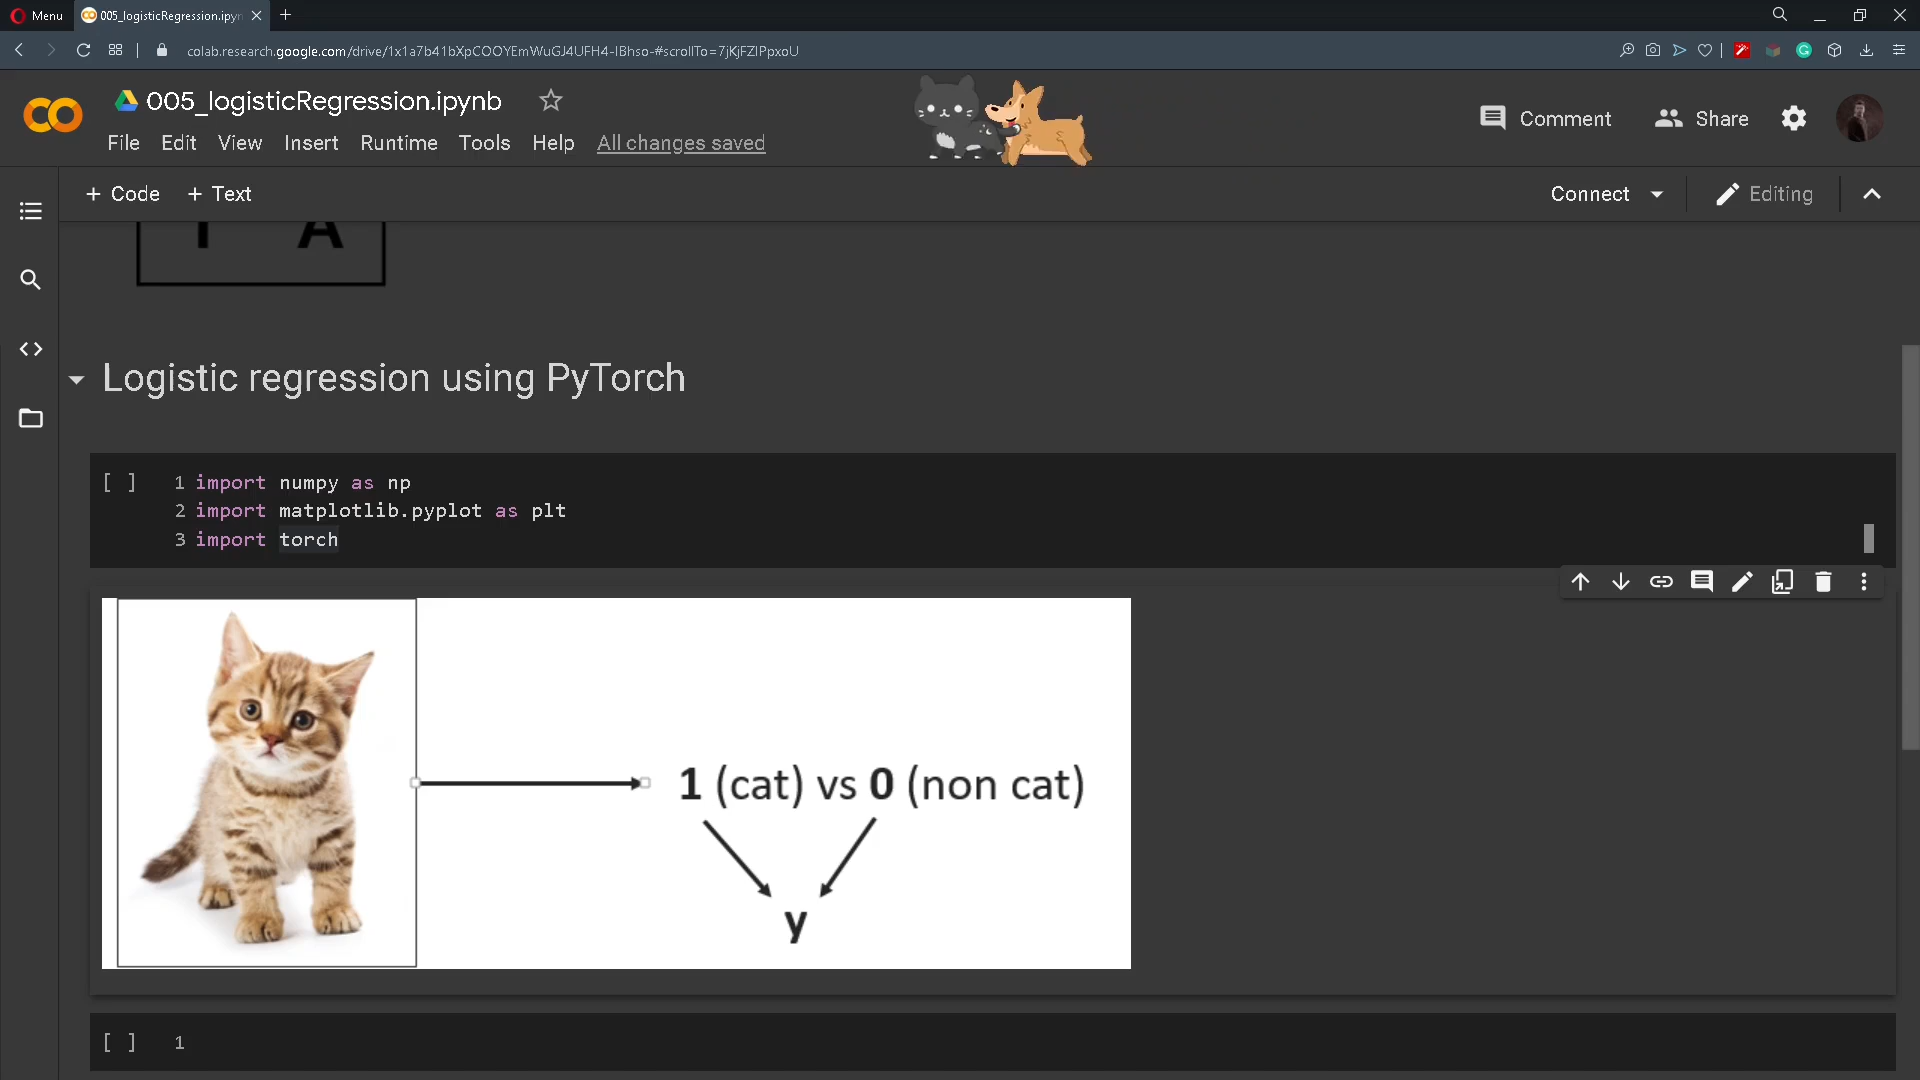 Menu
005_logisticRegression.ipyn
colab.research.google.com/drive/1x1a7b41bXpCOOYEmWuGJ4UFH4-IBhso-#scrollTo=7jKjFZIPpxoU
005_logisticRegression.ipynb
Comment
Share
File Edit View Insert Runtime Tools Help All changes saved
+ Code + Text
Connect
Editing
Logistic regression using PyTorch
[ ] 1 import numpy as np
2 import matplotlib.pyplot as plt
3 import torch
1 (cat) vs 0 (non cat)
y
[ ] 1